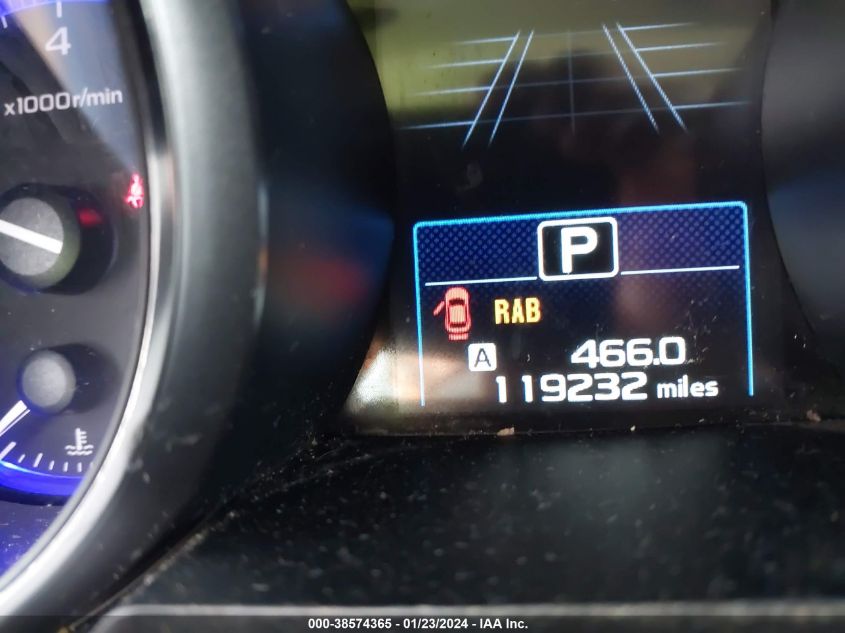 4
x1000r/min
P
RAB
A 466.0
119232 miles
000-38574365 - 01/23/2024 - IAA Inc.